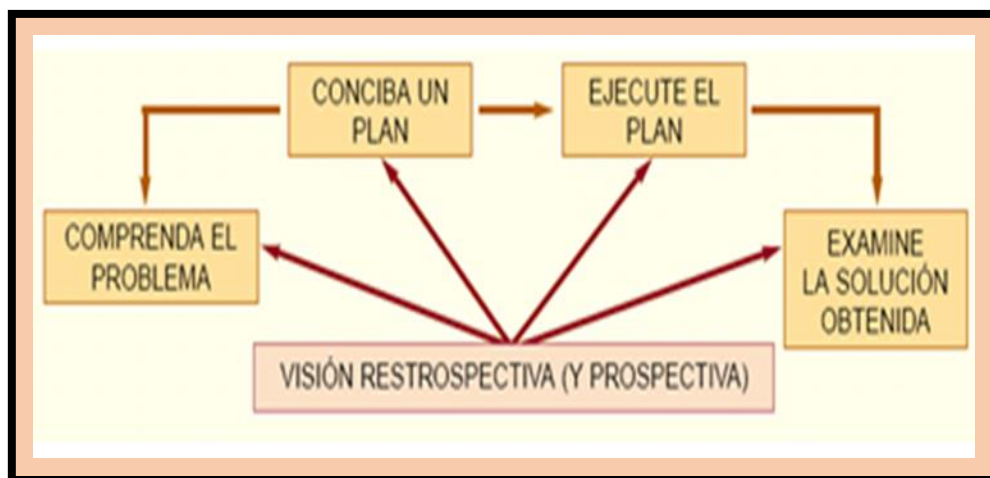 CONCIBA UN
PLAN
EJECUTE EL
PLAN
COMPRENDA EL
PROBLEMA
EXAMINE
LA SOLUCIÓN
OBTENIDA
VISIÓN RESTROSPECTIVA (Y PROSPECTIVA)